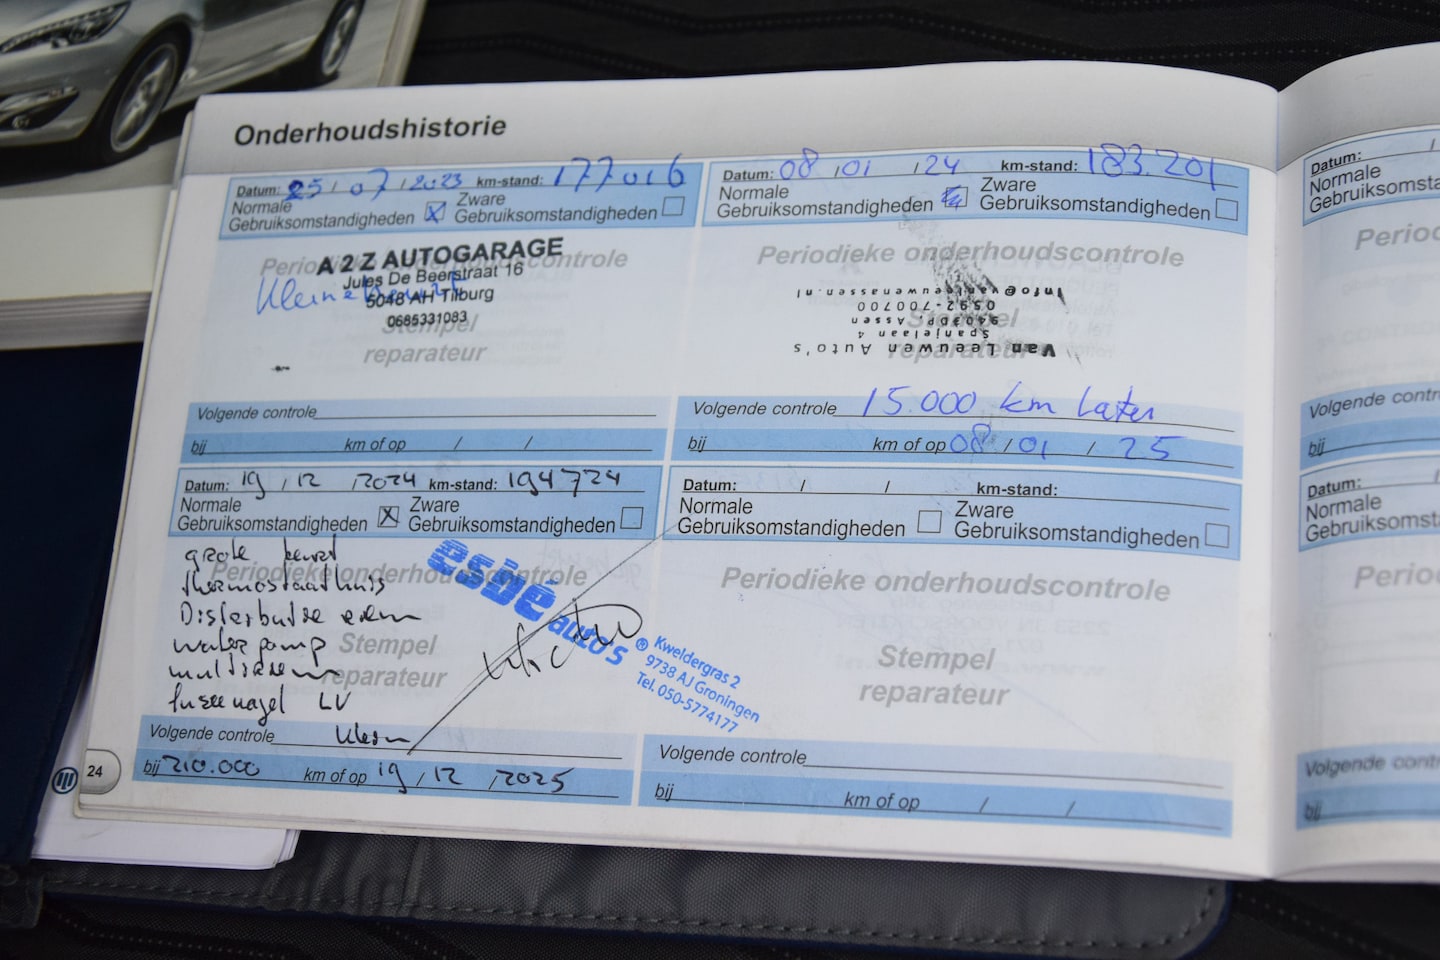 Onderhoudshistorie
Datum: 25 / 07 / 2023 km-stand: 177016
Normale
Gebruiksomstandigheden
Zware
Gebruiksomstandigheden
Periodieke onderhoudscontrole
A 2 Z AUTOGARAGE
Jules De Beerstraat 16
5048 AH Tilburg
0685331083
Kleine
Stempel
reparateur
Volgende controle
bij km of op / /
Datum: 08 / 01 / 24 km-stand: 183.201
Normale
Gebruiksomstandigheden
Zware
Gebruiksomstandigheden
Periodieke onderhoudscontrole
Van Leeuwen Auto's
Spanjelaan 4
9403DP Assen
0592-700700
Info@vanleeuwenassen.nl
Stempel
reparateur
Volgende controle 15.000 km later
bij km of op 08 / 01 / 25
Datum: 19 / 12 / 2024 km-stand: 194724
Normale
Gebruiksomstandigheden
Zware
Gebruiksomstandigheden
Periodieke onderhoudscontrole
grote beurt
thermostaathuis
Distributie riem
waterpomp
multiriem
fuseenagel LV
Stempel
reparateur
esbé auto's ®
Kweldergras 2
9738 AJ Groningen
Tel. 050-5774177
Volgende controle
bij 210.000 km of op 19 / 12 / 2025
Datum: / / km-stand:
Normale
Gebruiksomstandigheden
Zware
Gebruiksomstandigheden
Periodieke onderhoudscontrole
Stempel
reparateur
Volgende controle
bij km of op / /
24
Datum:
Normale
Gebruiksomst
Perio
Volgende contr
bij
Datum:
Normale
Gebruiksomst
Perio
Volgende contr
bij